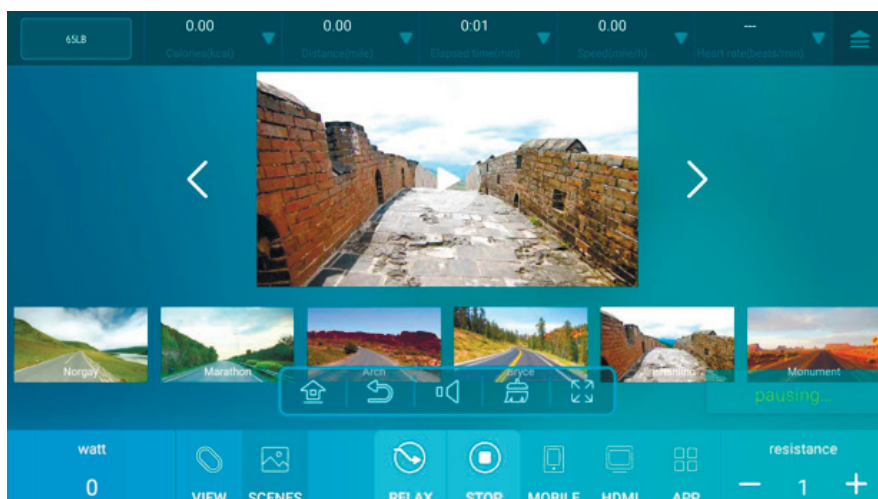 65LB
0.00
Calories(kcal)
0.00
Distance(mile)
0:01
Elapsed time(min)
0.00
Speed(mile/h)
---
Heart rate(beats/min)
Norgay
Marathon
Arch
Bryce
Monument
pausing...
watt
0
VIEW
SCENES
RELAX
STOP
MOBILE
HDMI
APP
resistance
1